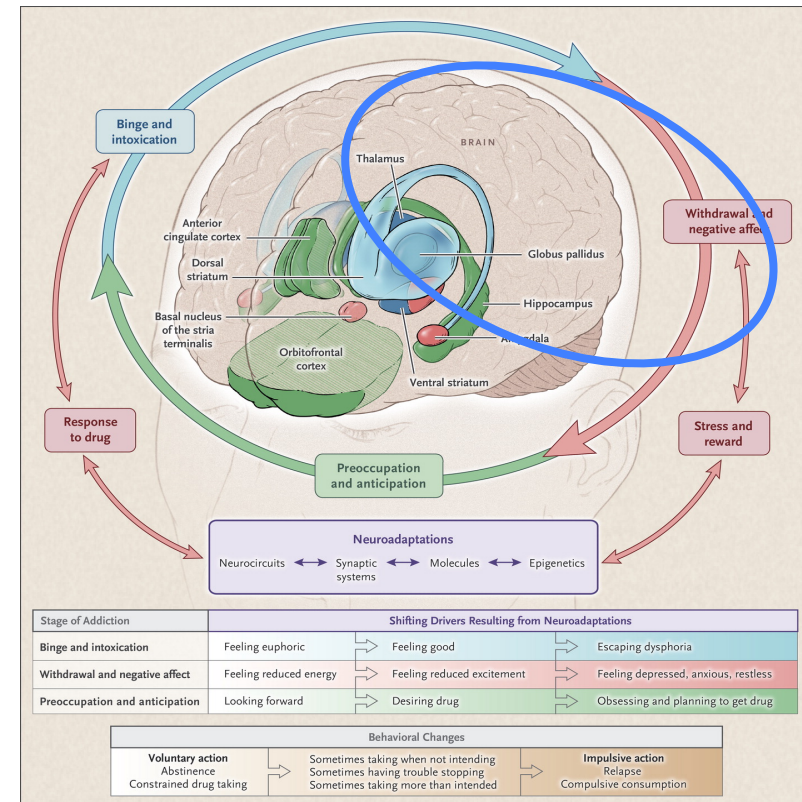 BRAIN
Binge and
intoxication
Thalamus
Withdrawal and
negative affect
Anterior
cingulate cortex
Globus pallidus
Dorsal
striatum
Hippocampus
Basal nucleus
of the stria
terminalis
Amygdala
Orbitofrontal
cortex
Ventral striatum
Response
to drug
Stress and
reward
Preoccupation
and anticipation
Neuroadaptations
Neurocircuits Synaptic systems Molecules Epigenetics
Stage of Addiction Shifting Drivers Resulting from Neuroadaptations
Binge and intoxication Feeling euphoric Feeling good Escaping dysphoria
Withdrawal and negative affect Feeling reduced energy Feeling reduced excitement Feeling depressed, anxious, restless
Preoccupation and anticipation Looking forward Desiring drug Obsessing and planning to get drug
Behavioral Changes
Voluntary action Sometimes taking when not intending Impulsive action
Abstinence Sometimes having trouble stopping Relapse
Constrained drug taking Sometimes taking more than intended Compulsive consumption